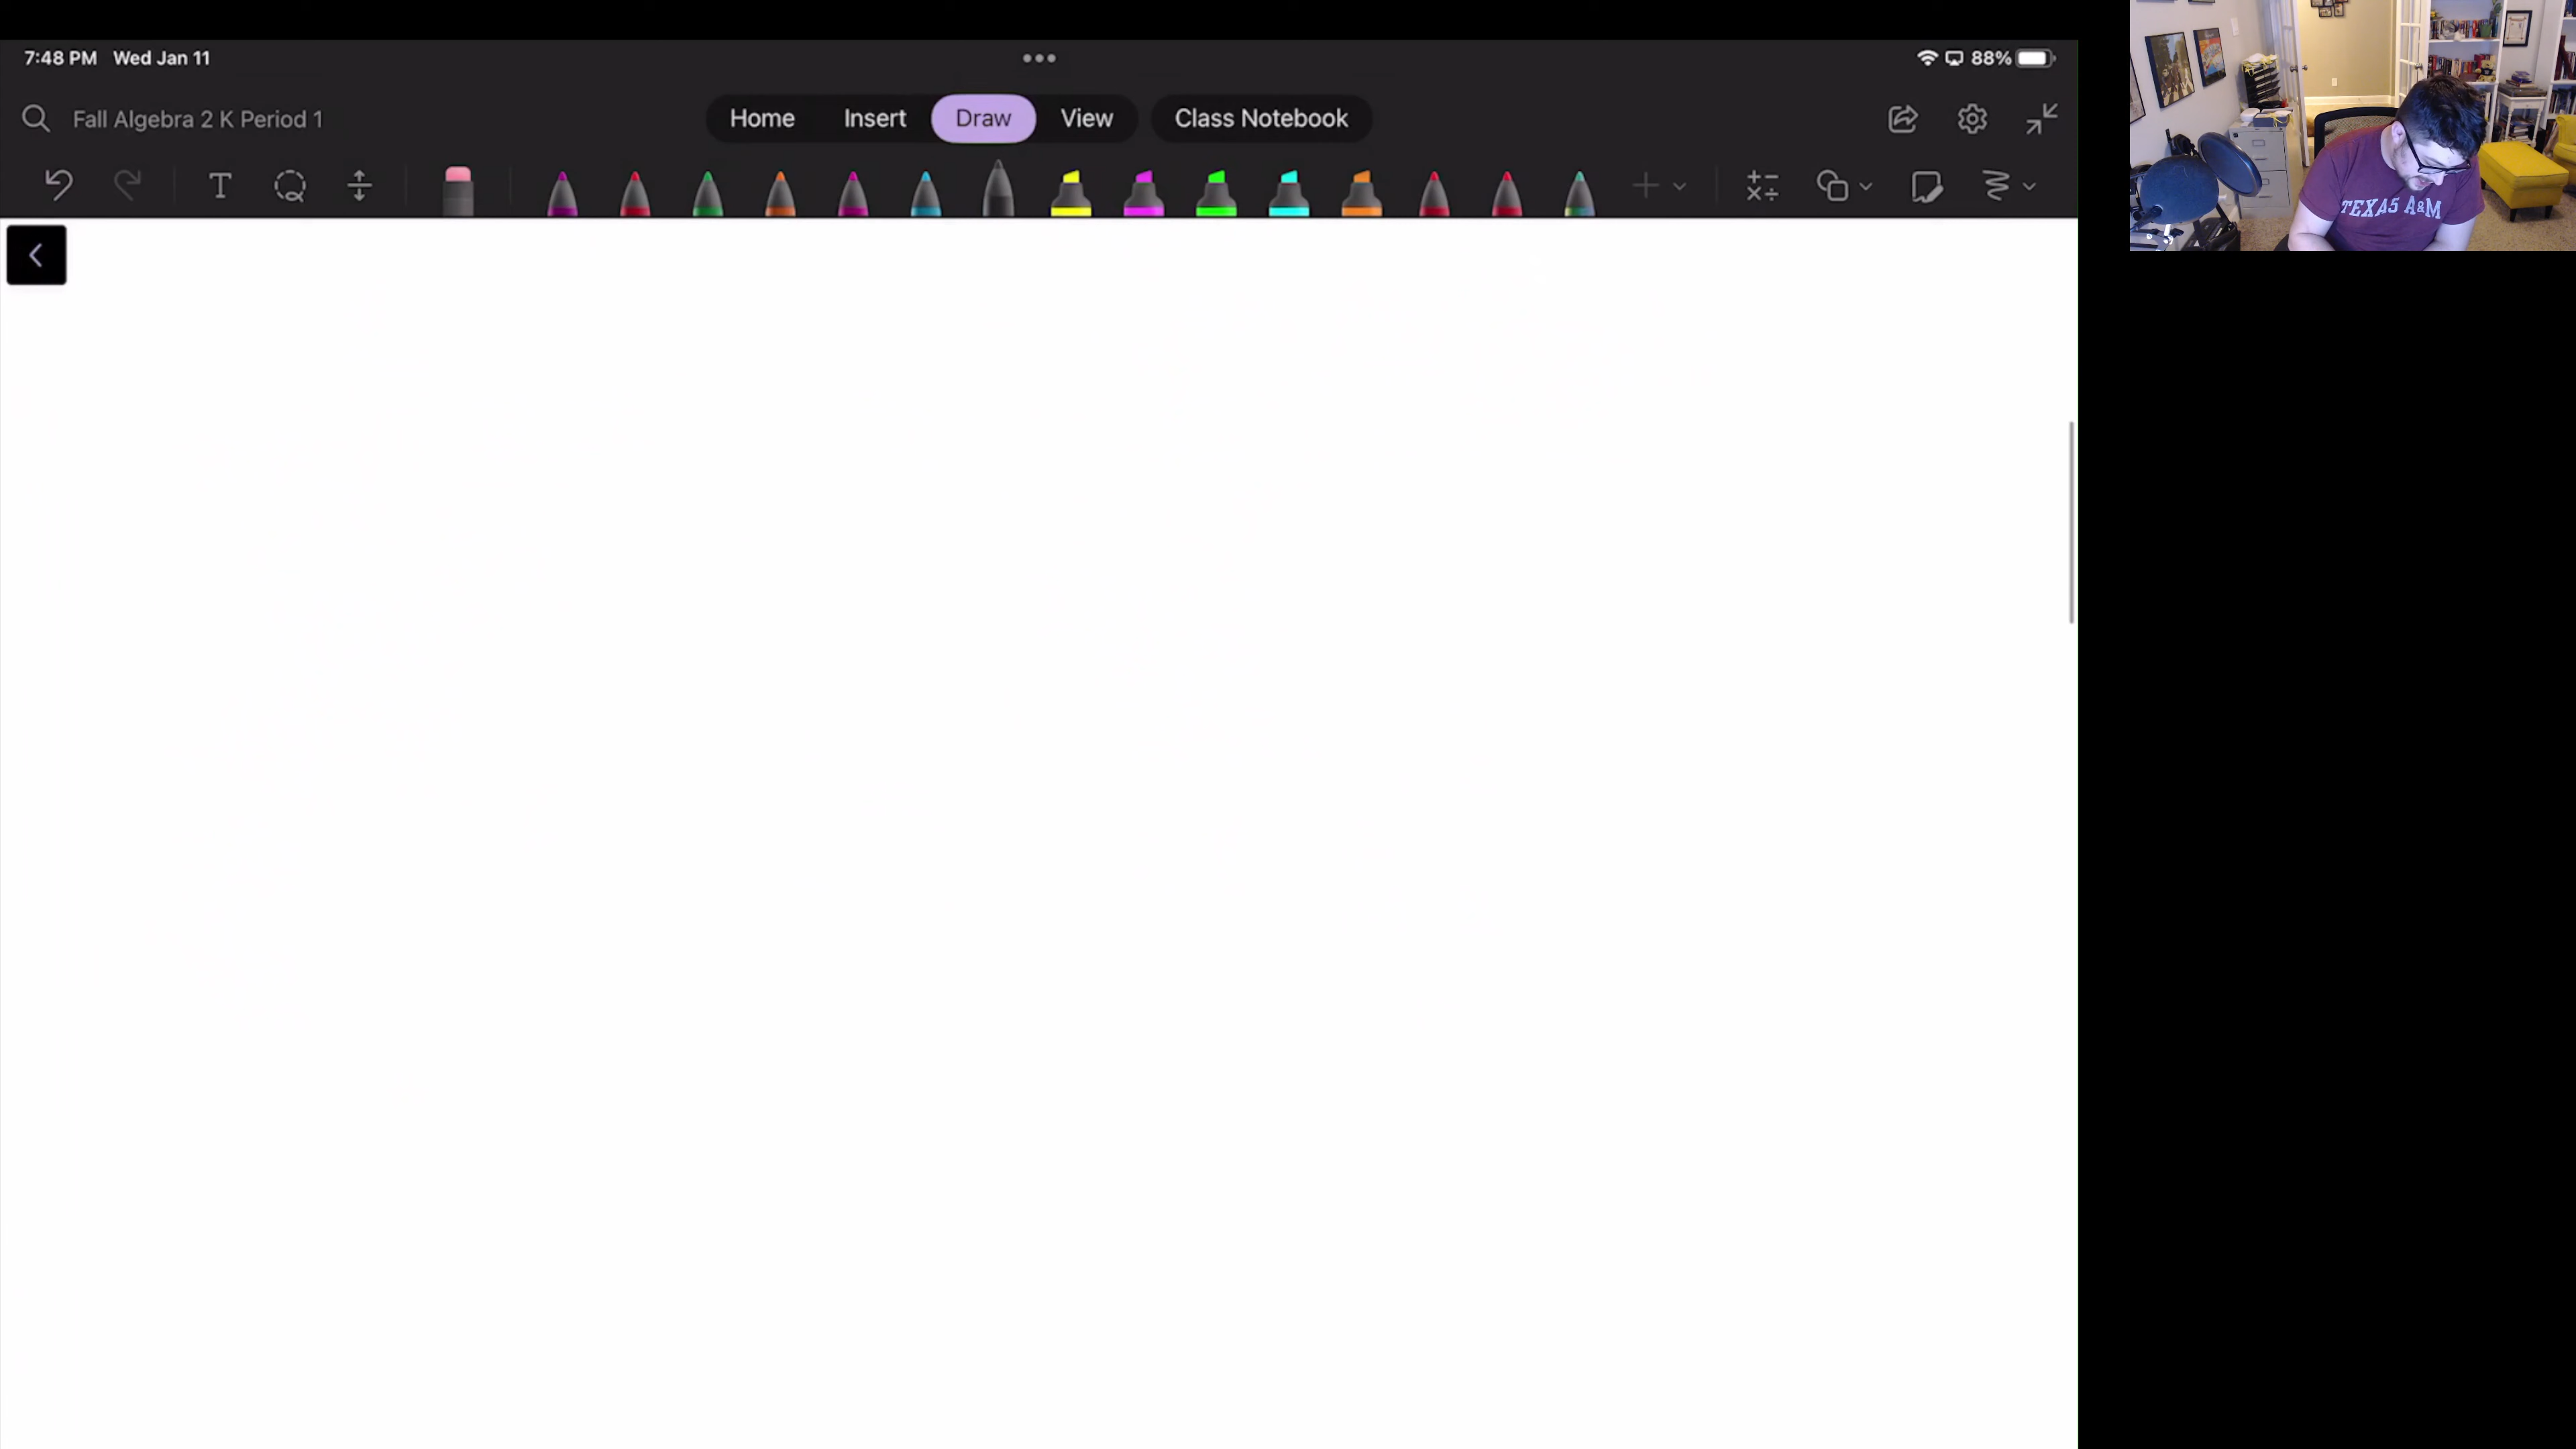 7:48 PM Wed Jan 11
88%
Fall Algebra 2 K Period 1
Home Insert Draw View Class Notebook
T
TEXAS A&M